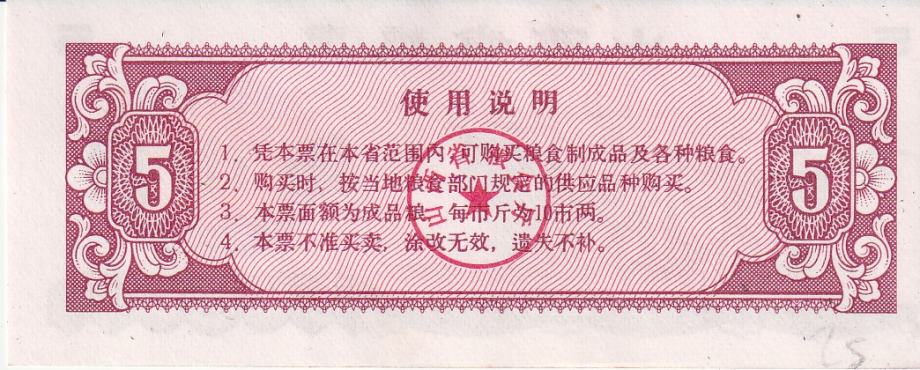 使用说明
5
5
1．凭本票在本省范围内，可购买粮食制成品及各种粮食。
2．购买时，按当地粮食部门规定的供应品种购买。
3．本票面额为成品粮，每市斤为10市两。
4．本票不准买卖，涂改无效，遗失不补。
25